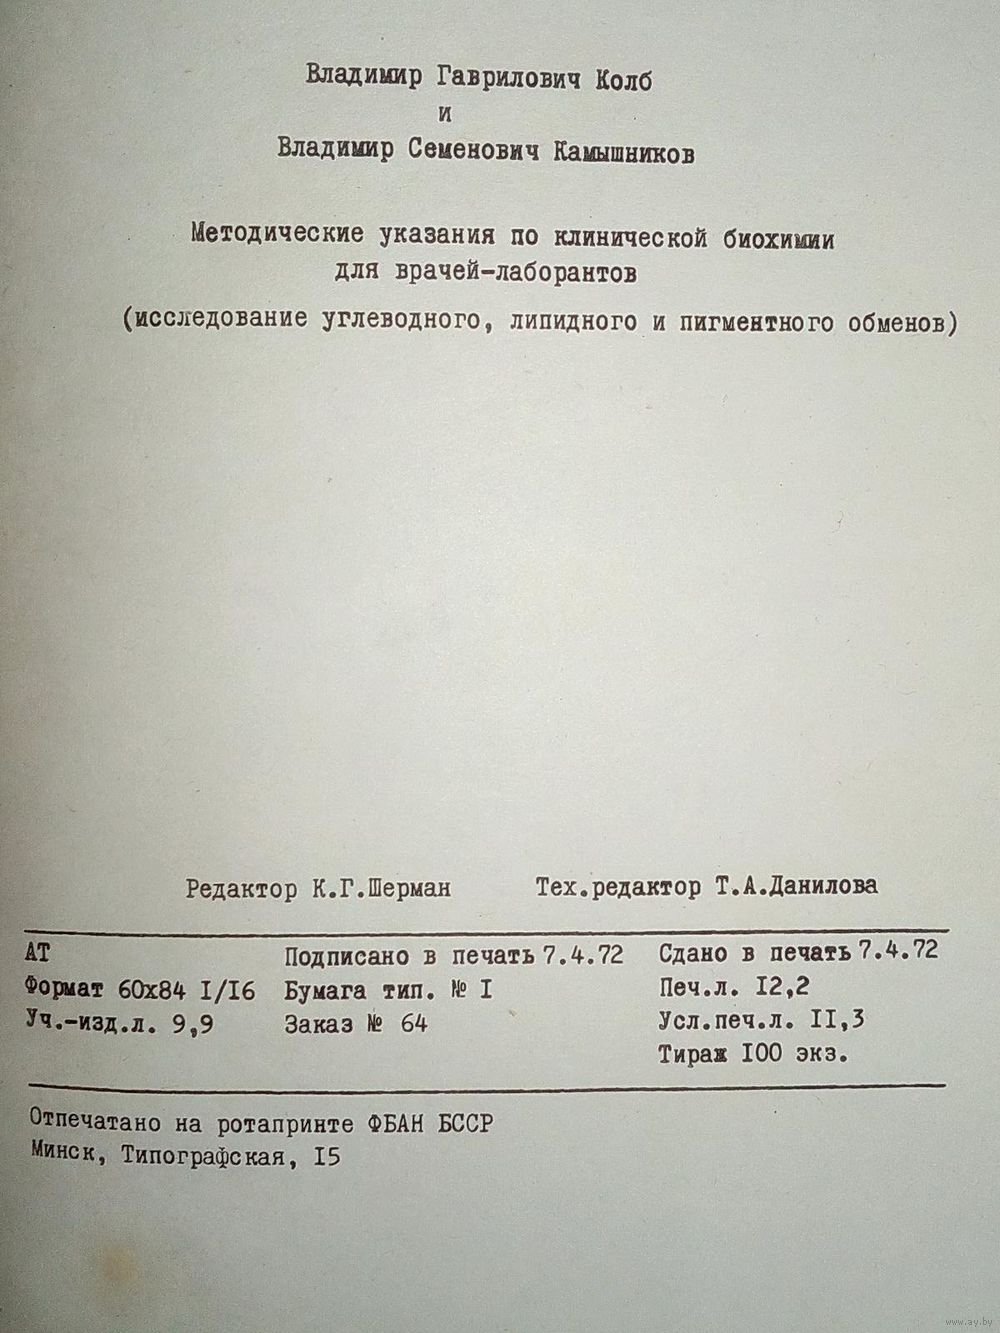 Владимир Гаврилович Колб
и
Владимир Семенович Камышников
Методические указания по клинической биохимии
для врачей-лаборантов
(исследование углеводного, липидного и пигментного обменов)
Редактор К.Г.Шерман Тех.редактор Т.А.Данилова
АТ Подписано в печать 7.4.72 Сдано в печать 7.4.72
Формат 60х84 I/I6 Бумага тип. № I Печ.л. I2,2
Уч.-изд.л. 9,9 Заказ № 64 Усл.печ.л. II,3
Тираж I00 экз.
Отпечатано на ротапринте ФБАН БССР
Минск, Типографская, I5
www.ay.by